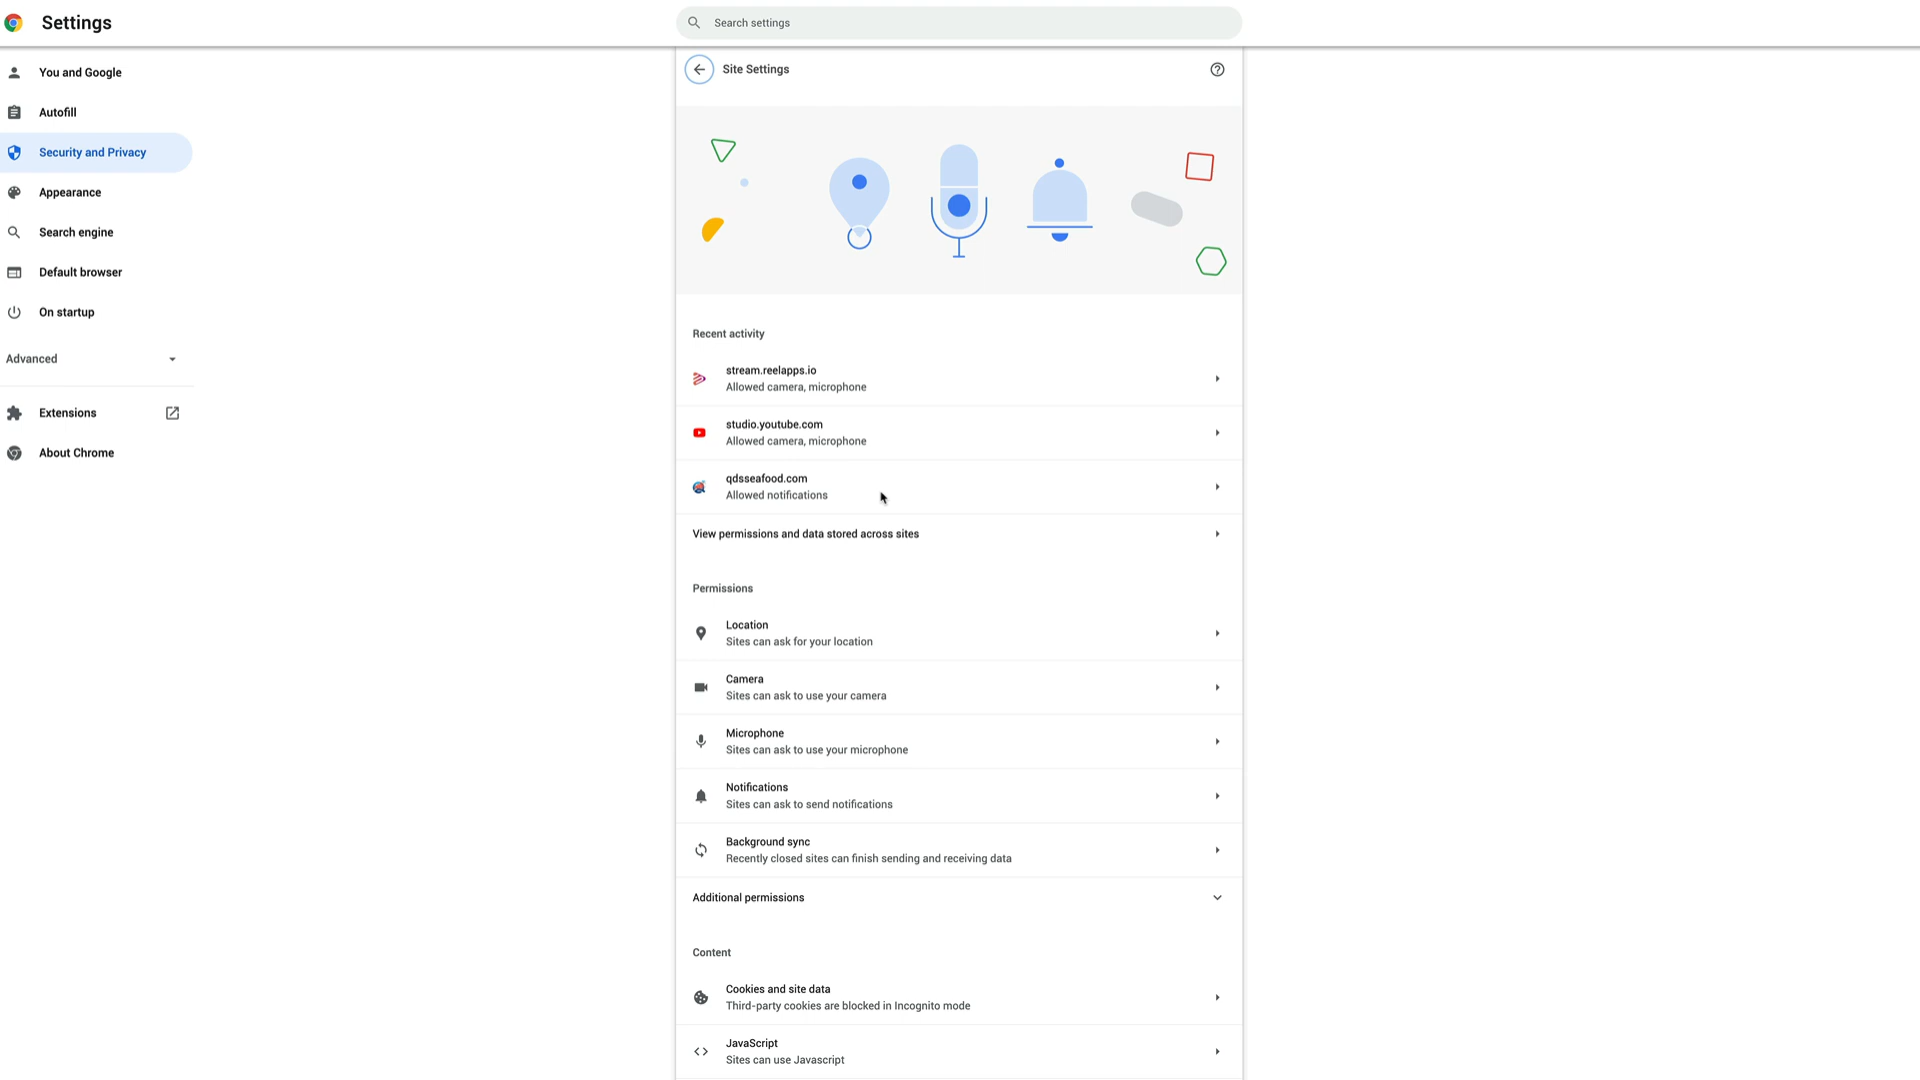 Settings
Search settings
You and Google
Autofill
Security and Privacy
Appearance
Search engine
Default browser
On startup
Advanced
Extensions
About Chrome
Site Settings
Recent activity
stream.reelapps.io
Allowed camera, microphone
studio.youtube.com
Allowed camera, microphone
qdsseafood.com
Allowed notifications
View permissions and data stored across sites
Permissions
Location
Sites can ask for your location
Camera
Sites can ask to use your camera
Microphone
Sites can ask to use your microphone
Notifications
Sites can ask to send notifications
Background sync
Recently closed sites can finish sending and receiving data
Additional permissions
Content
Cookies and site data
Third-party cookies are blocked in Incognito mode
JavaScript
Sites can use Javascript